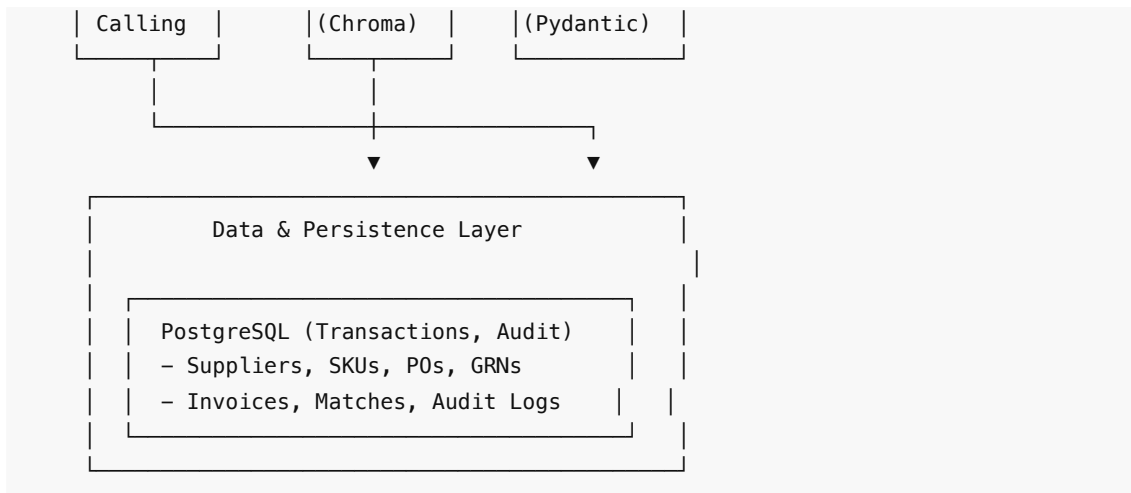 Calling (Chroma) (Pydantic)
Data & Persistence Layer
PostgreSQL (Transactions, Audit)
– Suppliers, SKUs, POs, GRNs
– Invoices, Matches, Audit Logs